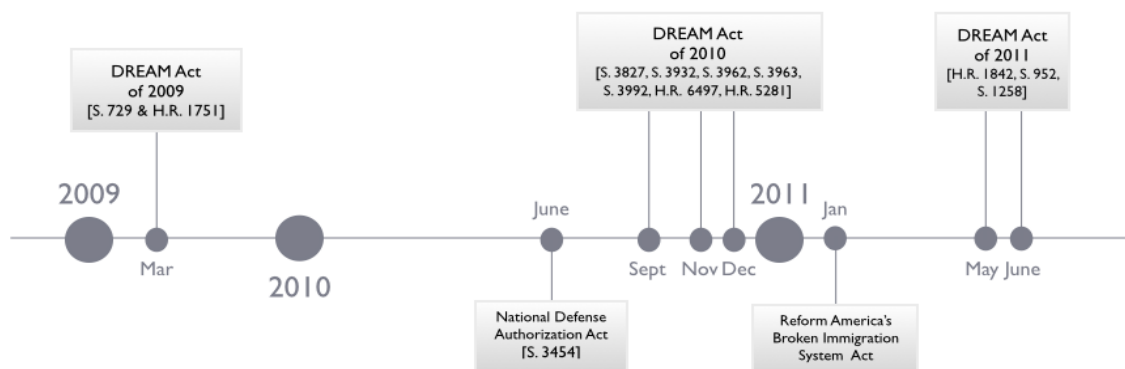 DREAM Act
of 2009
[S. 729 & H.R. 1751]
DREAM Act
of 2010
[S. 3827, S. 3932, S. 3962, S. 3963,
S. 3992, H.R. 6497, H.R. 5281]
DREAM Act
of 2011
[H.R. 1842, S. 952,
S. 1258]
2009
Mar
2010
June
Sept
Nov
Dec
2011
Jan
May
June
National Defense
Authorization Act
[S. 3454]
Reform America's
Broken Immigration
System Act